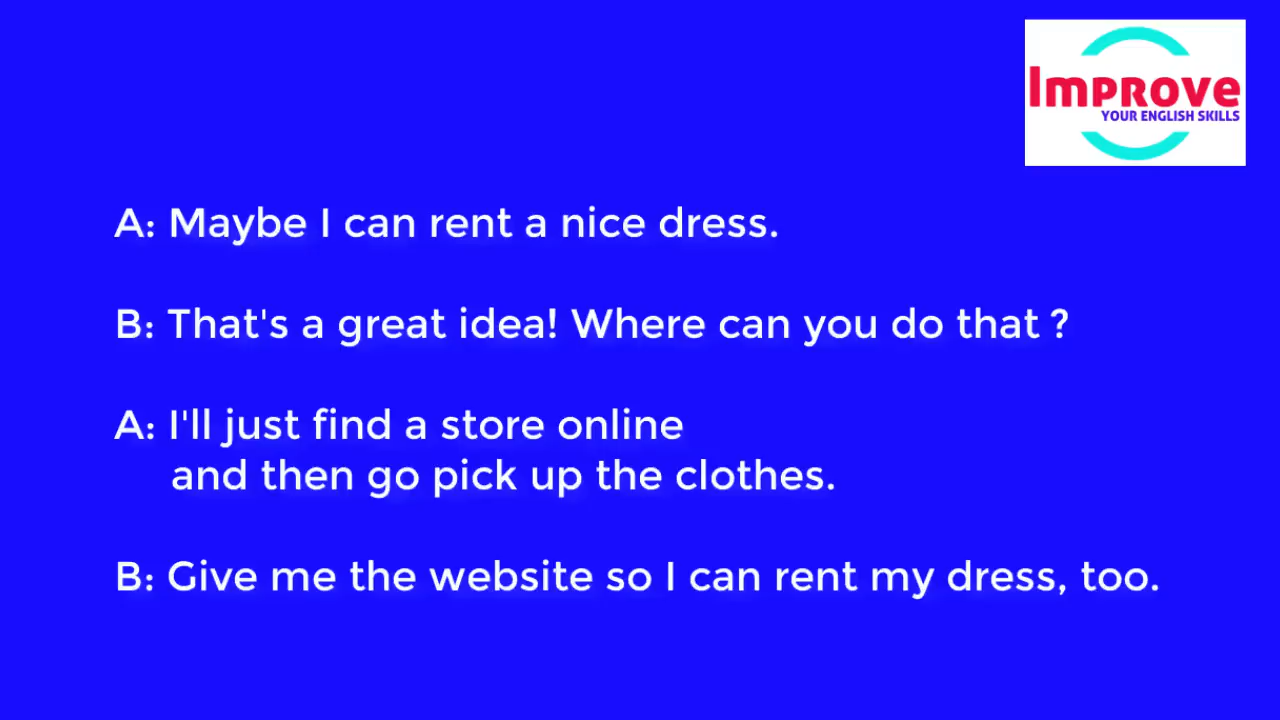 Improve
YOUR ENGLISH SKILLS
A: Maybe I can rent a nice dress.
B: That's a great idea! Where can you do that ?
A: I'll just find a store online
and then go pick up the clothes.
B: Give me the website so I can rent my dress, too.